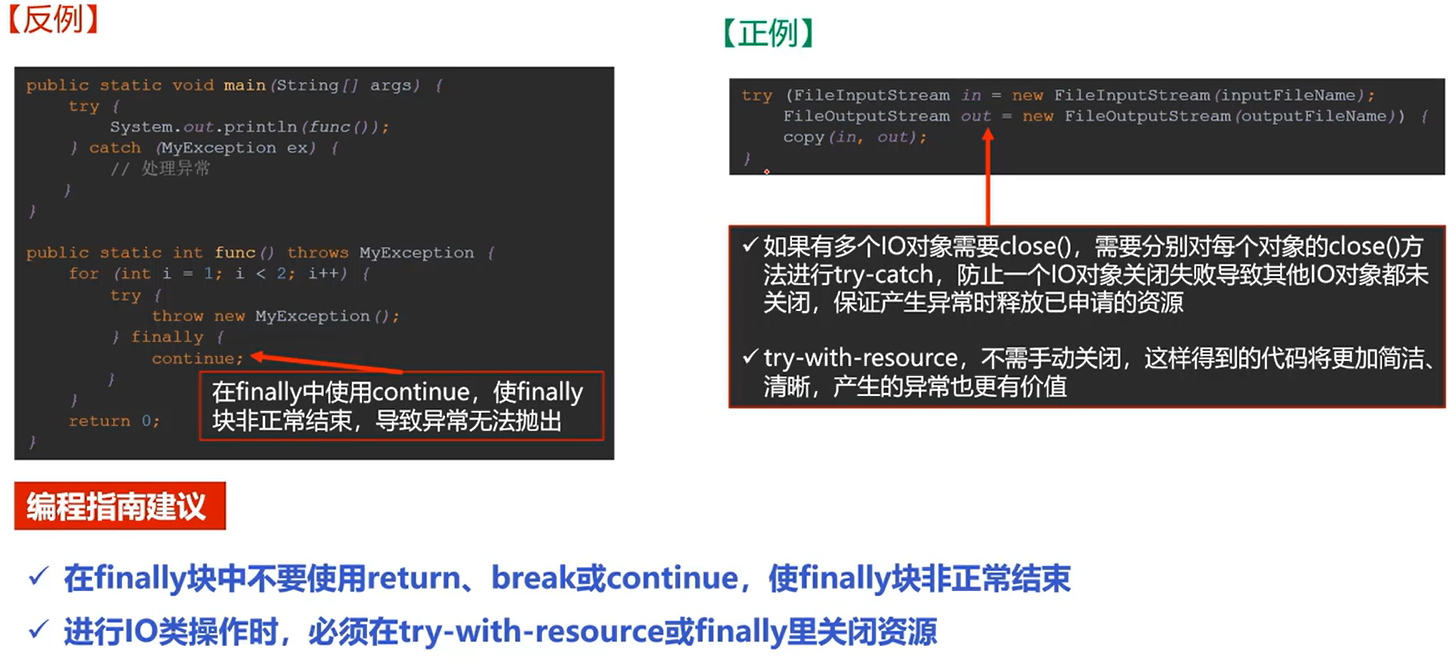 【反例】
public static void main(String[] args) {
try {
System.out.println(func());
} catch (MyException ex) {
// 处理异常
}
}
public static int func() throws MyException {
for (int i = 1; i < 2; i++) {
try {
throw new MyException();
} finally {
continue;
}
}
return 0;
}
在finally中使用continue，使finally
块非正常结束，导致异常无法抛出
【正例】
try (FileInputStream in = new FileInputStream(inputFileName);
FileOutputStream out = new FileOutputStream(outputFileName)) {
copy(in, out);
}
✓如果有多个IO对象需要close()，需要分别对每个对象的close()方
法进行try-catch，防止一个IO对象关闭失败导致其他IO对象都未
关闭，保证产生异常时释放已申请的资源
✓try-with-resource，不需手动关闭，这样得到的代码将更加简洁、
清晰，产生的异常也更有价值
编程指南建议
✓ 在finally块中不要使用return、break或continue，使finally块非正常结束
✓ 进行IO类操作时，必须在try-with-resource或finally里关闭资源